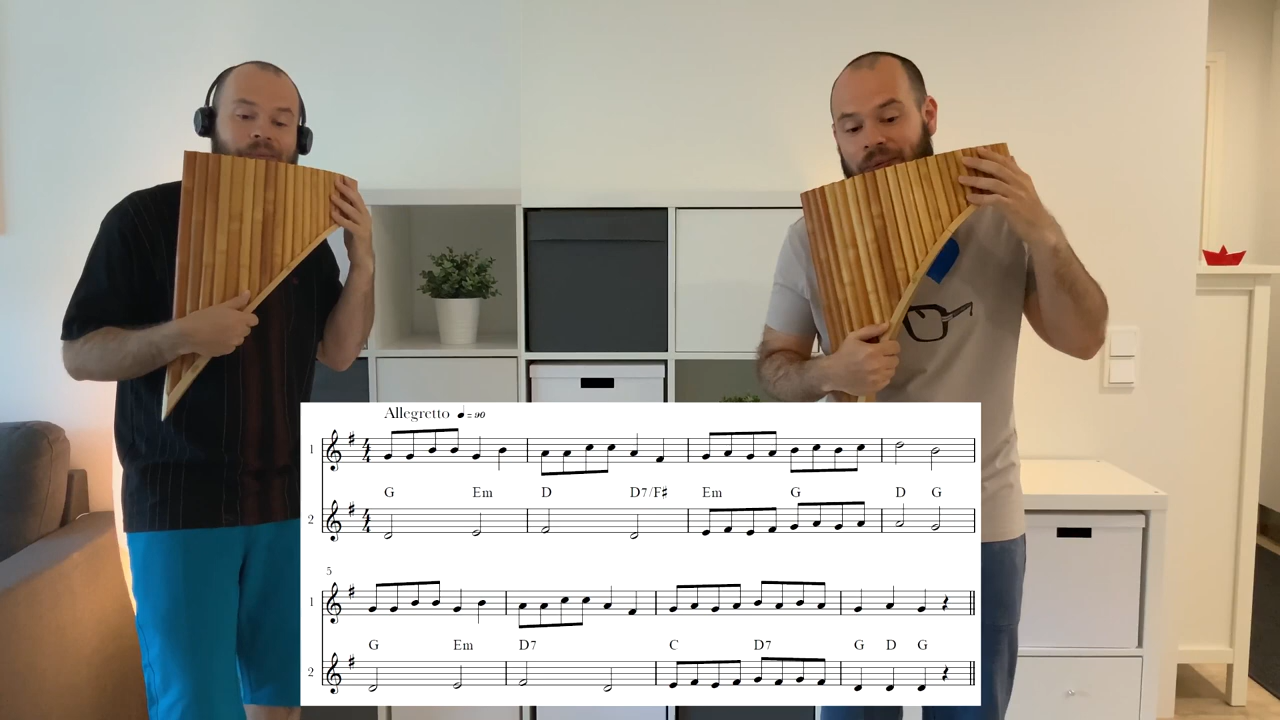 Allegretto ♩= 90
1
G Em D D7/F♯ Em G D G
2
5
1
G Em D7 C D7 G D G
2